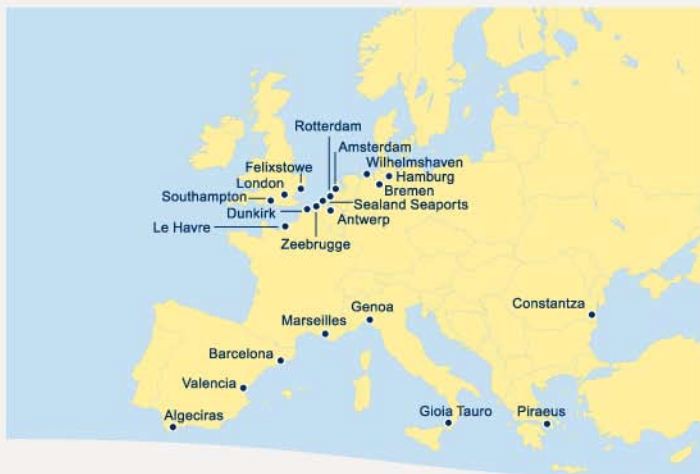 Rotterdam
Amsterdam
Wilhelmshaven
Felixstowe
Hamburg
London
Bremen
Southampton
Sealand Seaports
Dunkirk
Antwerp
Le Havre
Zeebrugge
Constantza
Genoa
Marseilles
Barcelona
Valencia
Algeciras
Gioia Tauro
Piraeus